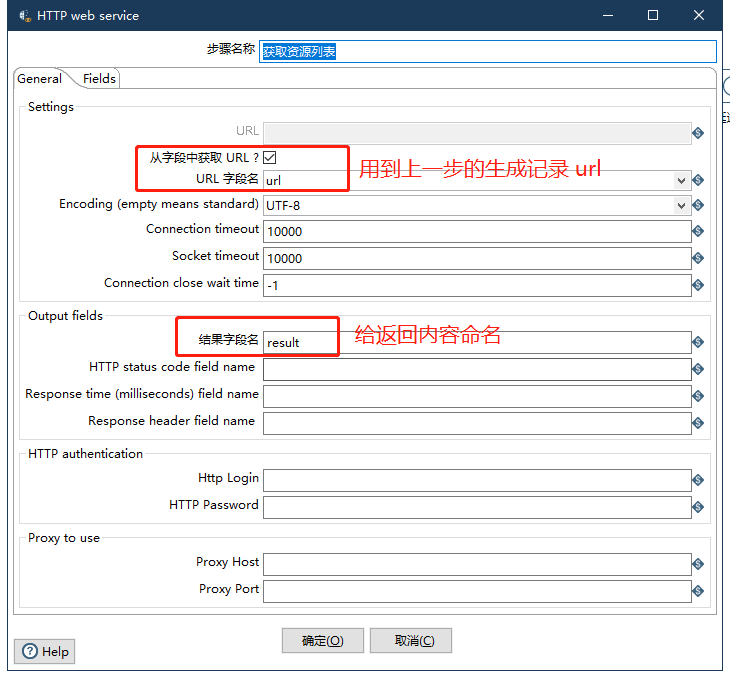 HTTP web service
步骤名称 获取资源列表
General Fields
Settings
URL
从字段中获取 URL ?
URL 字段名 url
用到上一步的生成记录 url
Encoding (empty means standard) UTF-8
Connection timeout 10000
Socket timeout 10000
Connection close wait time -1
Output fields
结果字段名 result
给返回内容命名
HTTP status code field name
Response time (milliseconds) field name
Response header field name
HTTP authentication
Http Login
HTTP Password
Proxy to use
Proxy Host
Proxy Port
确定(O) 取消(C)
Help